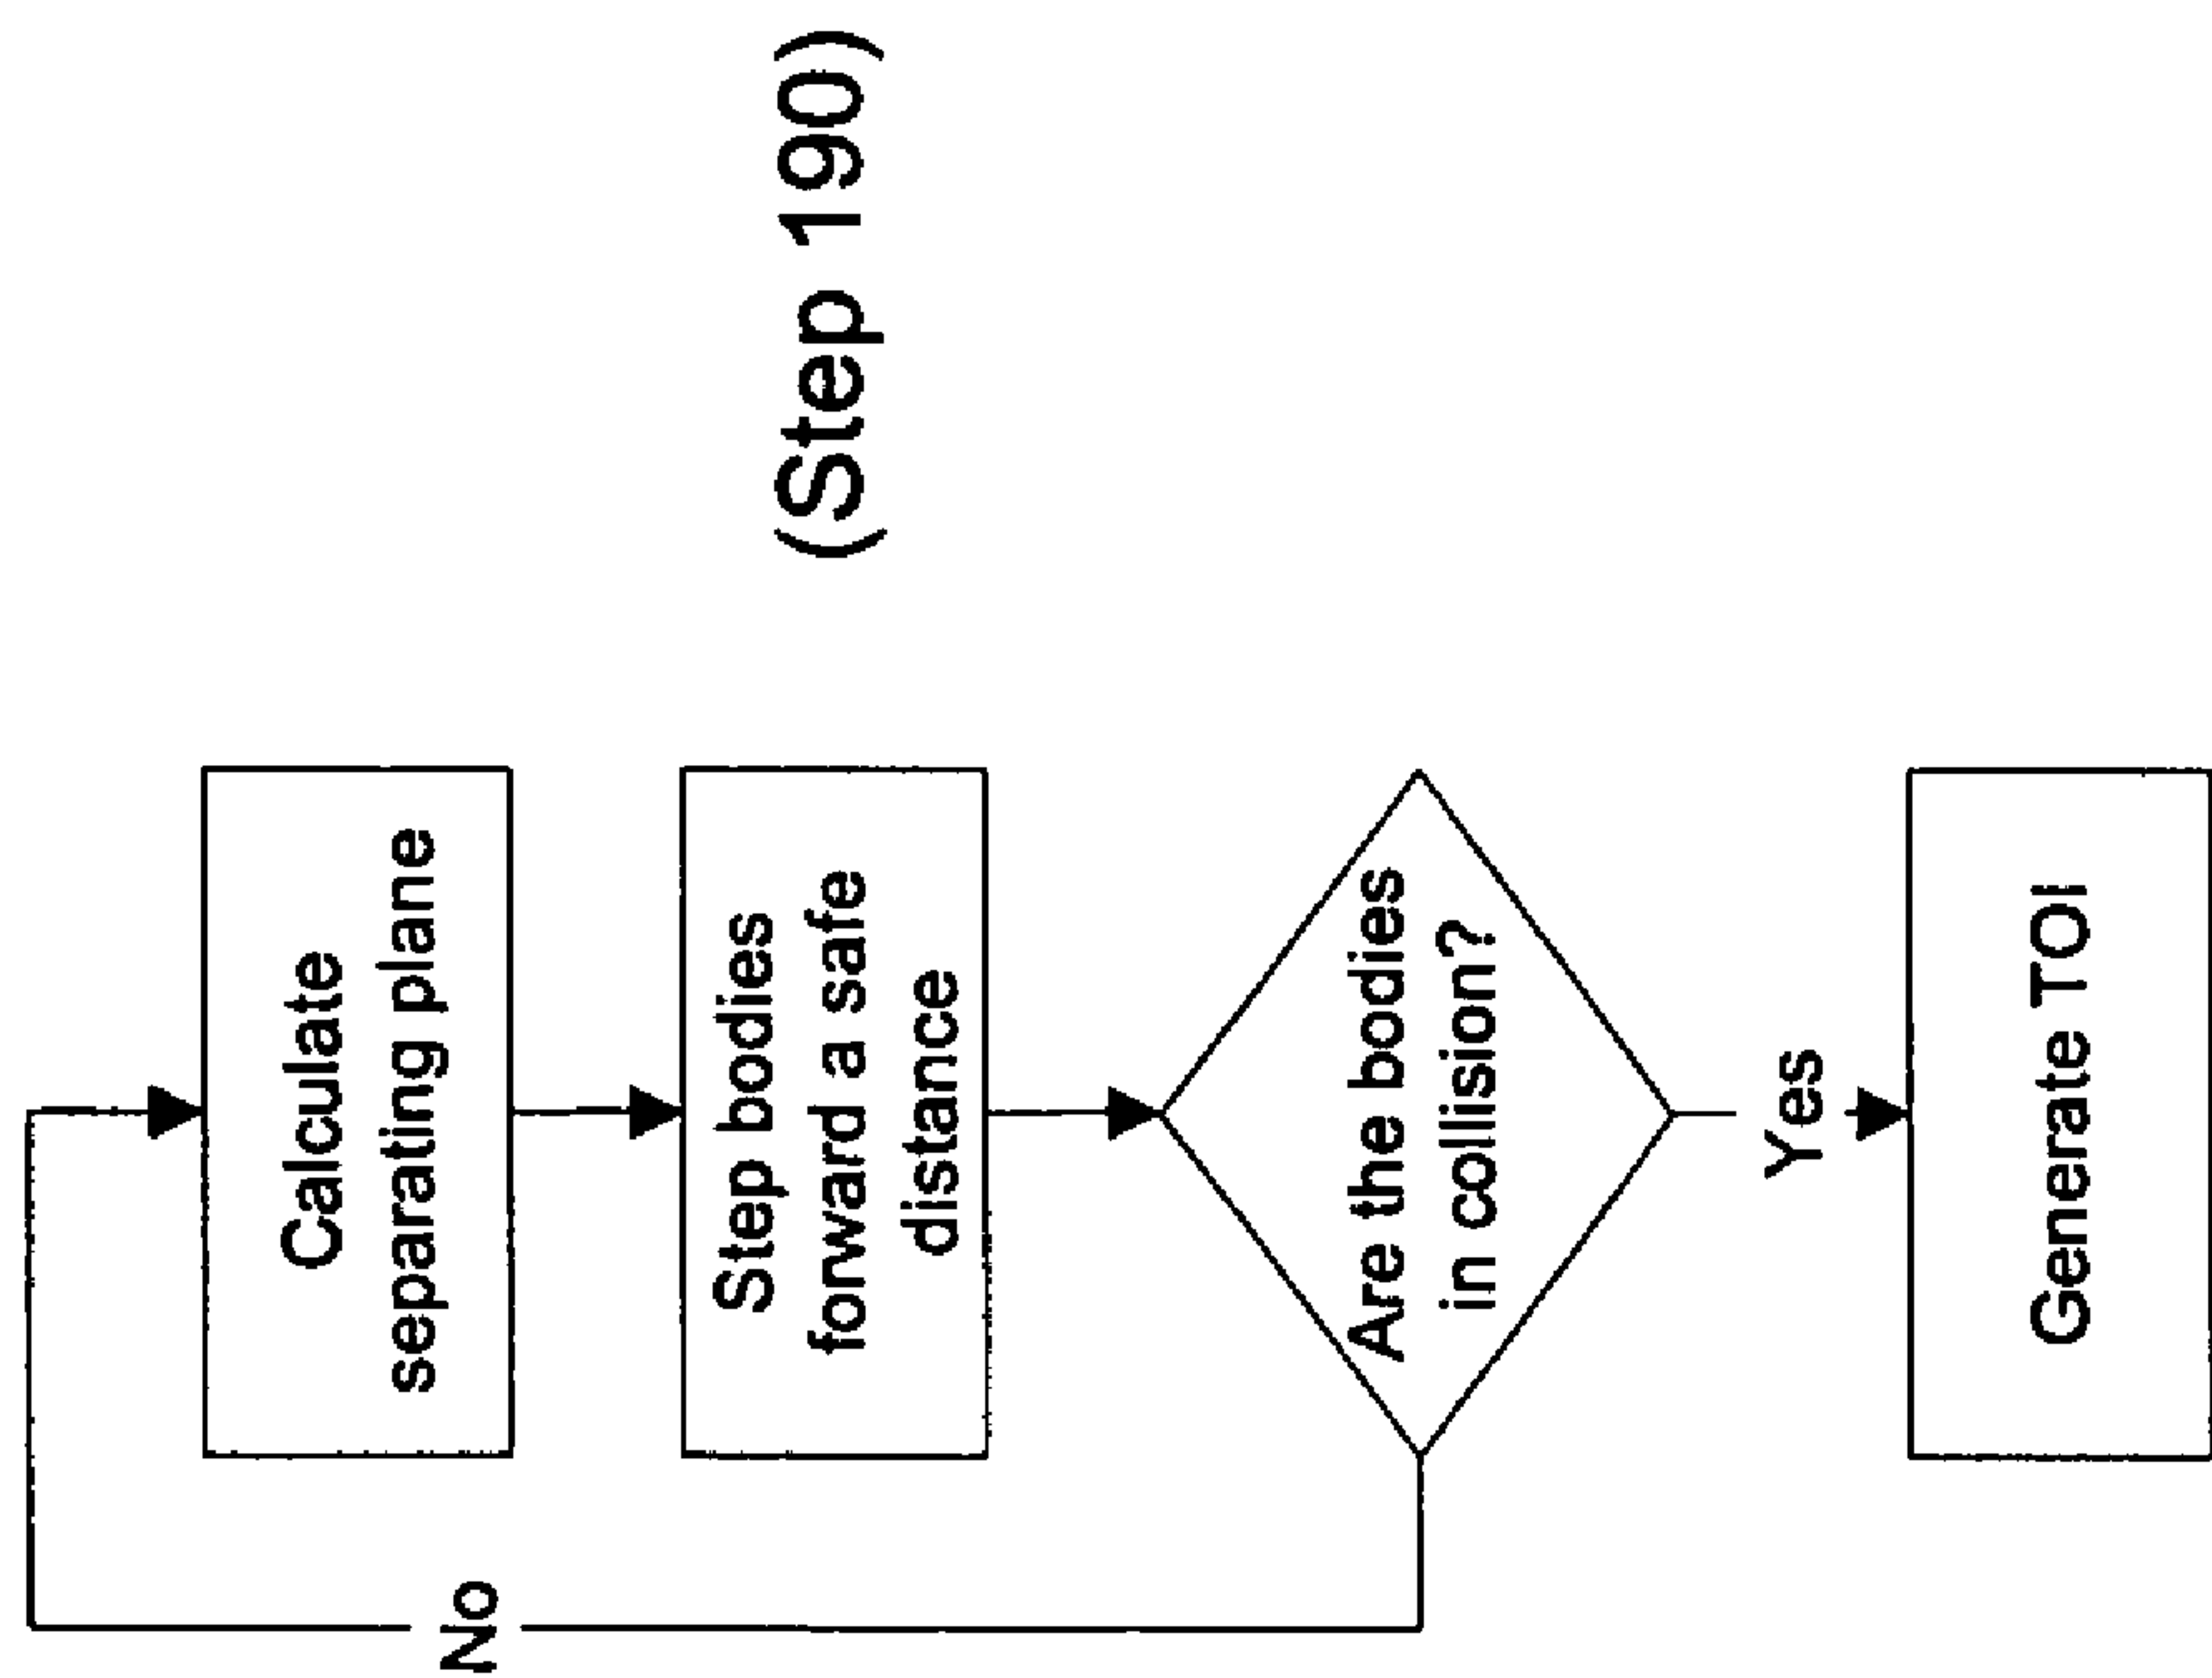 (Step 190)
Calculate
separating plane
Step bodies
forward a safe
distance
Are the bodies
in collision?
No
Yes
Generate TOI